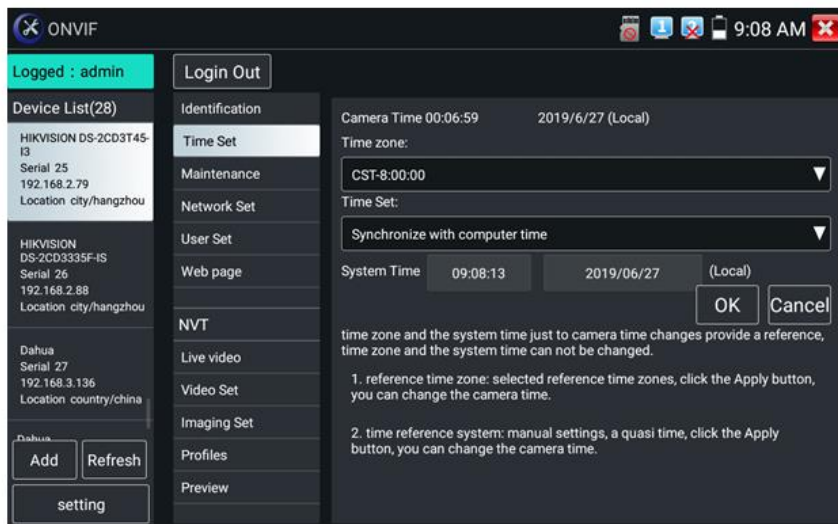 ONVIF
9:08 AM
Logged : admin
Login Out
Device List(28)
HIKVISION DS-2CD3T45-
I3
Serial 25
192.168.2.79
Location city/hangzhou
HIKVISION
DS-2CD3335F-IS
Serial 26
192.168.2.88
Location city/hangzhou
Dahua
Serial 27
192.168.3.136
Location country/china
Dahua
Add
Refresh
setting
Identification
Time Set
Maintenance
Network Set
User Set
Web page
NVT
Live video
Video Set
Imaging Set
Profiles
Preview
Camera Time 00:06:59 2019/6/27 (Local)
Time zone:
CST-8:00:00
Time Set:
Synchronize with computer time
System Time 09:08:13 2019/06/27 (Local)
OK Cancel
time zone and the system time just to camera time changes provide a reference,
time zone and the system time can not be changed.
1. reference time zone: selected reference time zones, click the Apply button,
you can change the camera time.
2. time reference system: manual settings, a quasi time, click the Apply
button, you can change the camera time.